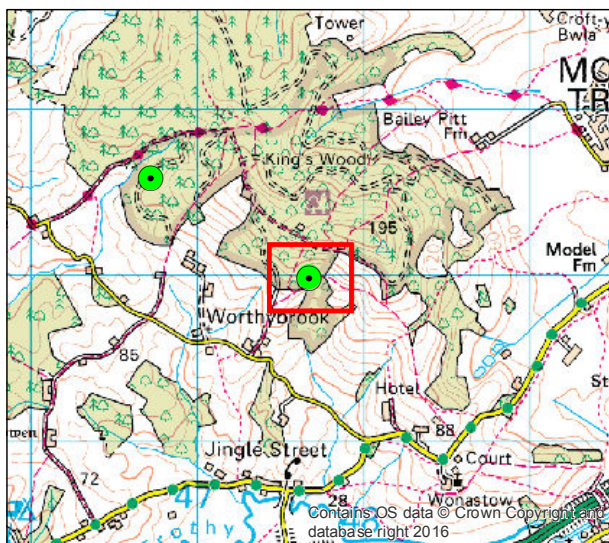 Tower
Croft-y
Bwla
MO
TR
Bailey Pitt
Fm
King's Wood
195
Model
Fm
Worthybrook
85
Hotel
St
88
Jingle Street
Court
72
28
Wonastow
47
othy
Contains OS data © Crown Copyright and
database right 2016